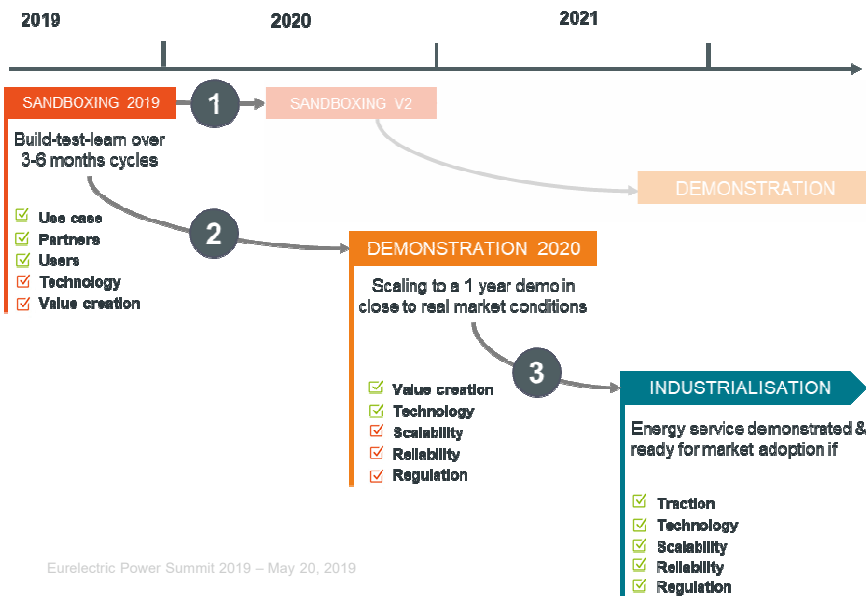 2019
2020
2021
SANDBOXING 2019
1
SANDBOXING V2
Build-test-learn over
3-6 months cycles
DEMONSTRATION
Use case
Partners
Users
Technology
Value creation
2
DEMONSTRATION 2020
Scaling to a 1 year demo in
close to real market conditions
3
Value creation
Technology
Scalability
Reliability
Regulation
INDUSTRIALISATION
Energy service demonstrated &
ready for market adoption if
Traction
Technology
Scalability
Reliability
Regulation
Eurelectric Power Summit 2019 – May 20, 2019